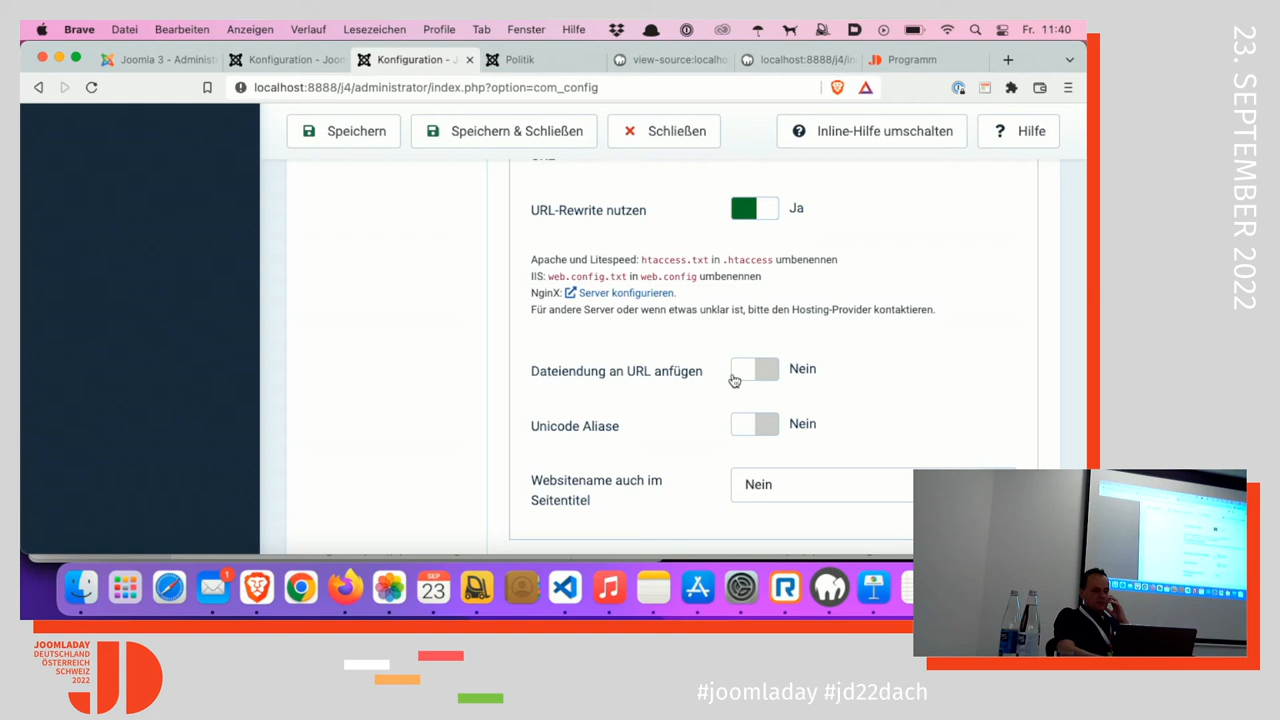 Brave Datei Bearbeiten Anzeigen Verlauf Lesezeichen Profile Tab Fenster Hilfe Fr. 11:40
Joomla 3 - Administ Konfiguration - Joom Konfiguration - J Politik view-source:localho localhost:8888/j4/in Programm
localhost:8888/j4/administrator/index.php?option=com_config
Speichern Speichern & Schließen Schließen Inline-Hilfe umschalten Hilfe
URL-Rewrite nutzen Ja
Apache und Litespeed: htaccess.txt in .htaccess umbenennen
IIS: web.config.txt in web.config umbenennen
NginX: Server konfigurieren.
Für andere Server oder wenn etwas unklar ist, bitte den Hosting-Provider kontaktieren.
Dateiendung an URL anfügen Nein
Unicode Aliase Nein
Websitename auch im
Seitentitel
Nein
1
SEP
23
23. SEPTEMBER 2022
JOOMLADAY
DEUTSCHLAND
ÖSTERREICH
SCHWEIZ
2022
JD
#joomladay #jd22dach